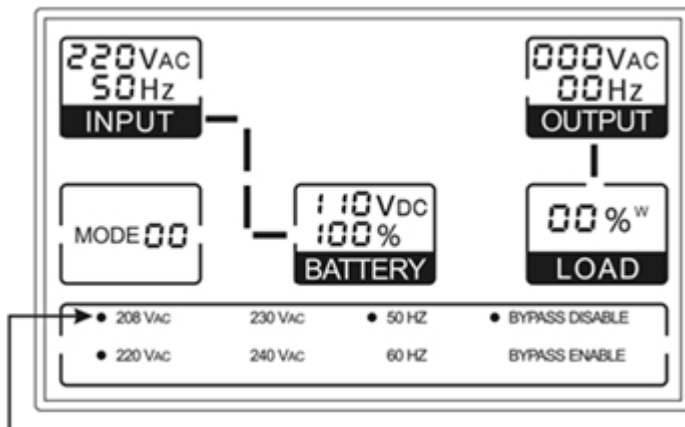 220VAC
50Hz
INPUT
000VAC
00Hz
OUTPUT
MODE 00
110VDC
100%
BATTERY
00%W
LOAD
• 208 VAC 230 VAC • 50 HZ • BYPASS DISABLE
• 220 VAC 240 VAC 60 HZ BYPASS ENABLE